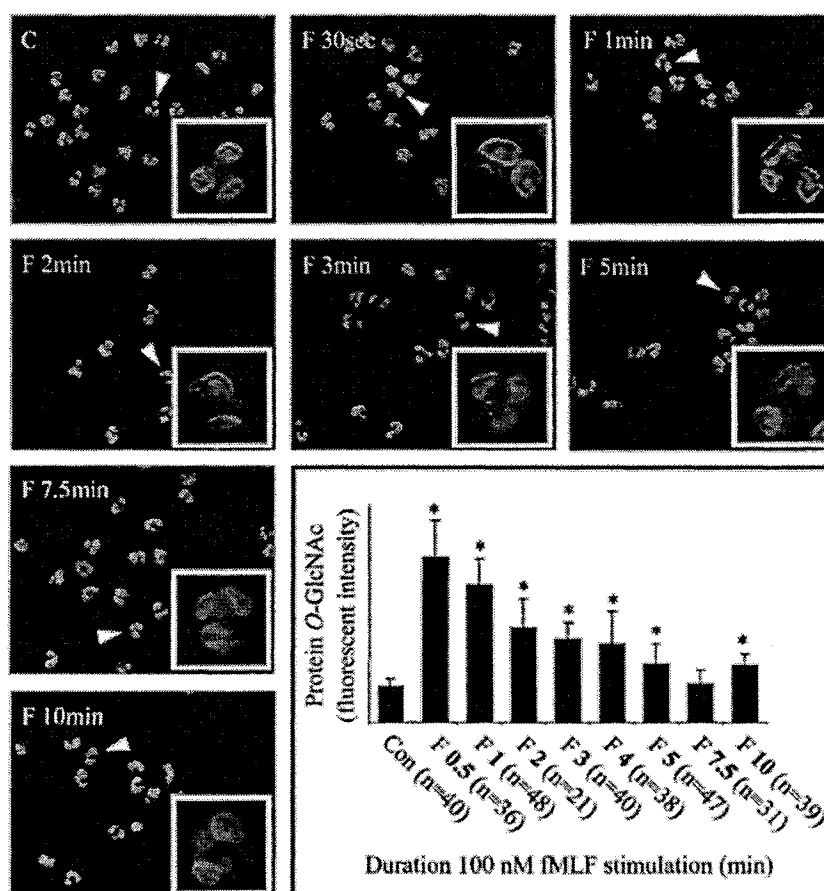 C
F 30sec
F 1min
F 2min
F 3min
F 5min
F 7.5min
F 10min
Protein O-GlcNAc
(fluorescent intensity)
* * * * * * *
Con (n=40)
F 0.5 (n=36)
F 1 (n=48)
F 2 (n=21)
F 3 (n=40)
F 4 (n=38)
F 5 (n=47)
F 7.5 (n=31)
F 10 (n=39)
Duration 100 nM fMLF stimulation (min)